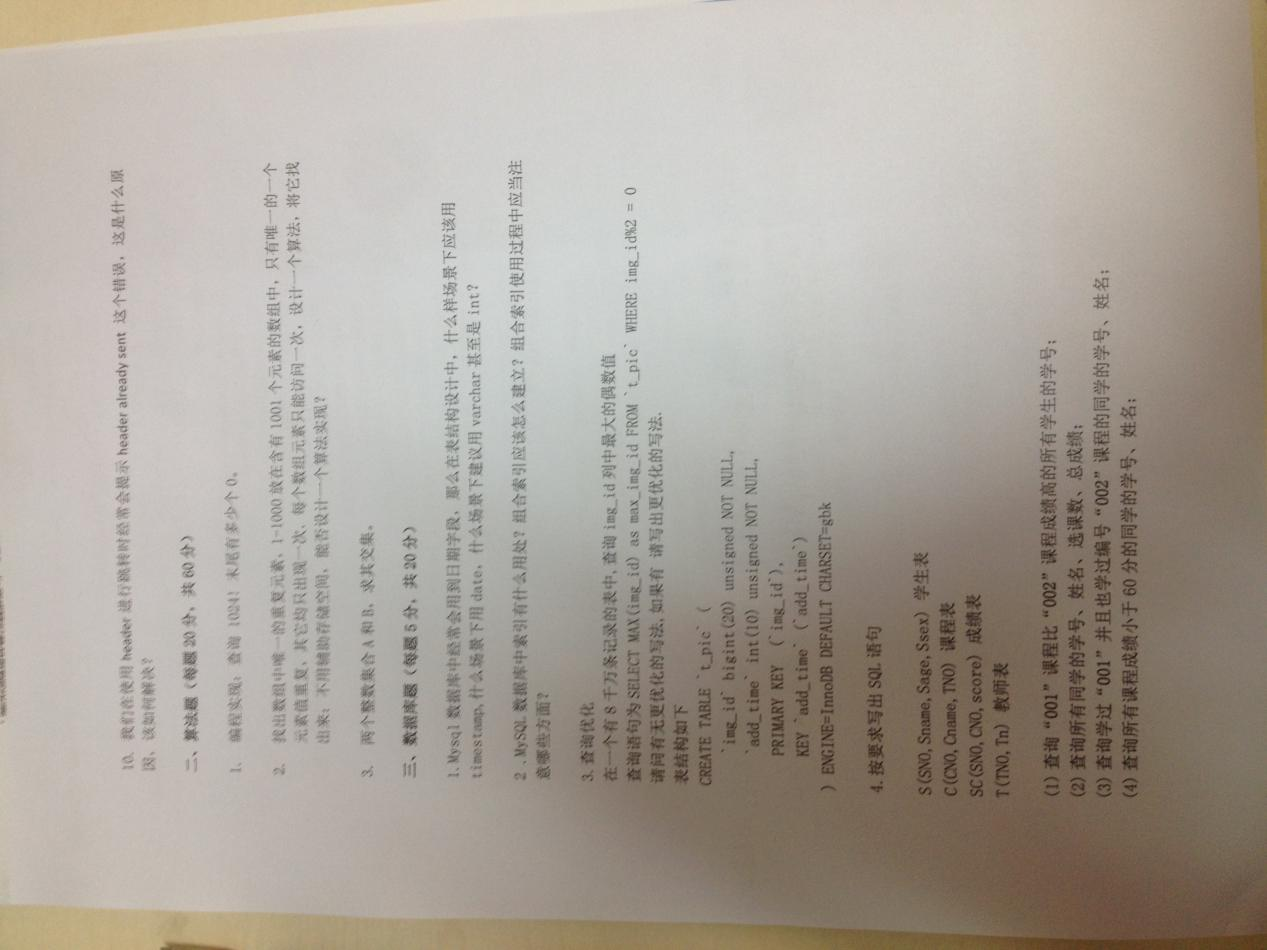 10. 我们在使用 header 进行跳转时经常会提示 header already sent 这个错误，这是什么原
因，该如何解决？
二、算法题（每题 20 分，共 60 分）
1. 编程实现：查询 1024！末尾有多少个 0。
2. 找出数组中唯一的重复元素，1-1000 放在含有 1001 个元素的数组中，只有唯一的一个
元素值重复，其它均只出现一次．每个数组元素只能访问一次，设计一个算法，将它找
出来；不用辅助存储空间，能否设计一个算法实现？
3. 两个整数集合 A 和 B，求其交集。
三、数据库题（每题 5 分，共 20 分）
1.Mysql 数据库中经常会用到日期字段，那么在表结构设计中，什么样场景下应该用
timestamp,什么场景下用 date，什么场景下建议用 varchar 甚至是 int？
2 .MySQL 数据库中索引有什么用处？组合索引应该怎么建立？组合索引使用过程中应当注
意哪些方面？
3.查询优化
在一个有 8 千万条记录的表中,查询 img_id 列中最大的偶数值
查询语句为 SELECT MAX(img_id) as max_img_id FROM `t_pic` WHERE img_id%2 = 0
请问有无更优化的写法,如果有 请写出更优化的写法.
表结构如下
CREATE TABLE `t_pic` (
`img_id` bigint(20) unsigned NOT NULL,
`add_time` int(10) unsigned NOT NULL,
PRIMARY KEY (`img_id`),
KEY `add_time` (`add_time`)
) ENGINE=InnoDB DEFAULT CHARSET=gbk
4.按要求写出 SQL 语句
S(SNO,Sname,Sage,Ssex) 学生表
C(CNO,Cname,TNO) 课程表
SC(SNO,CNO,score) 成绩表
T(TNO,Tn) 教师表
(1) 查询“001”课程比“002”课程成绩高的所有学生的学号；
(2) 查询所有同学的学号、姓名、选课数、总成绩；
(3) 查询学过“001”并且也学过编号“002”课程的同学的学号、姓名；
(4) 查询所有课程成绩小于 60 分的同学的学号、姓名；